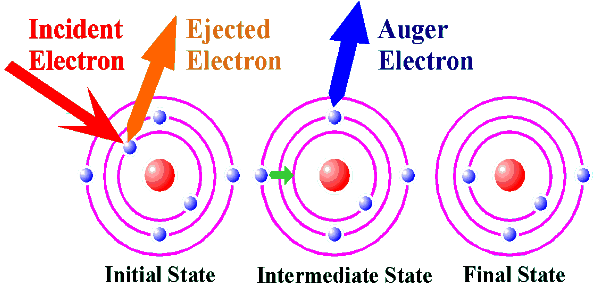 Incident
Electron
Ejected
Electron
Auger
Electron
Initial State
Intermediate State
Final State